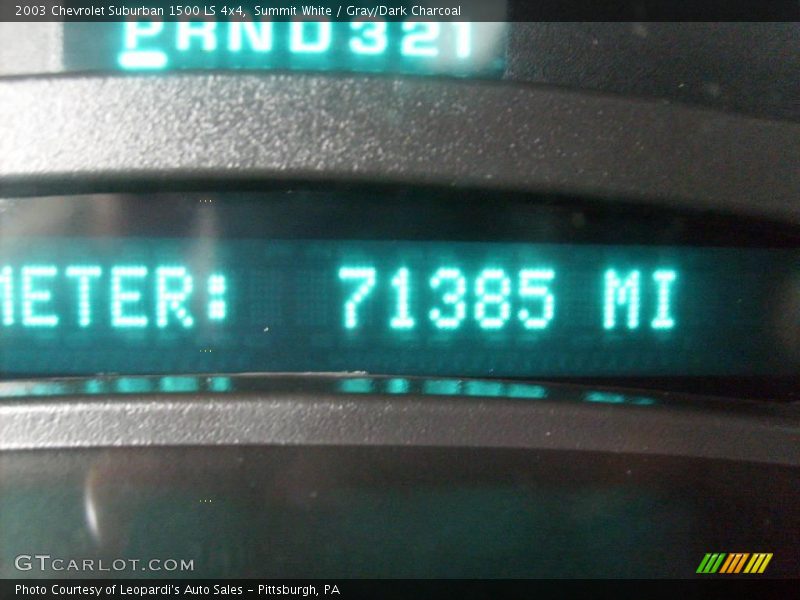 2003 Chevrolet Suburban 1500 LS 4x4, Summit White / Gray/Dark Charcoal
PRND321
METER: 71385 MI
GTCARLOT.COM
Photo Courtesy of Leopardi's Auto Sales - Pittsburgh, PA